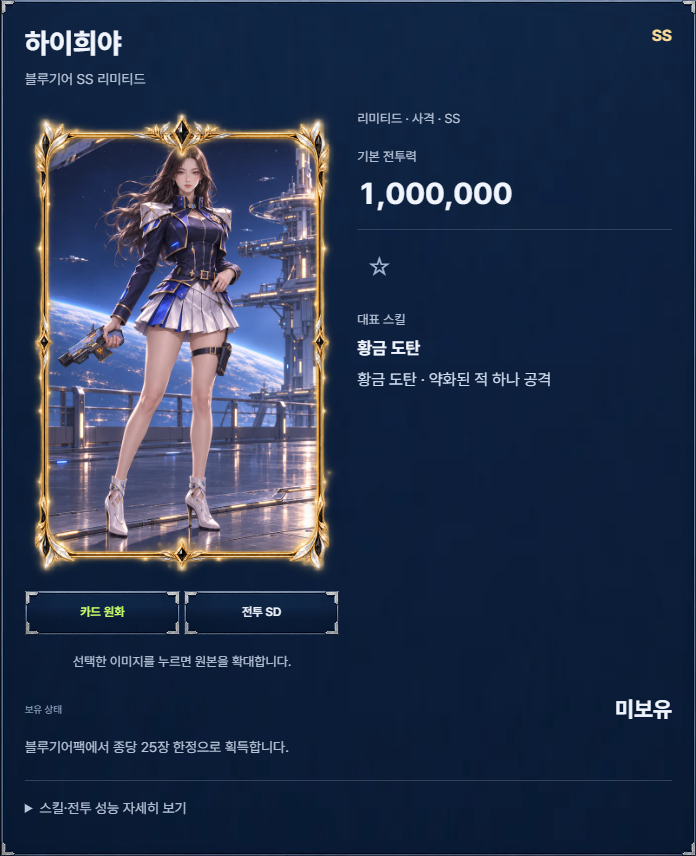 하이희야
SS
블루기어 SS 리미티드
리미티드 · 사격 · SS
기본 전투력
1,000,000
☆
대표 스킬
황금 도탄
황금 도탄 · 약화된 적 하나 공격
카드 원화
전투 SD
선택한 이미지를 누르면 원본을 확대합니다.
보유 상태
미보유
블루기어팩에서 종당 25장 한정으로 획득합니다.
▶ 스킬·전투 성능 자세히 보기